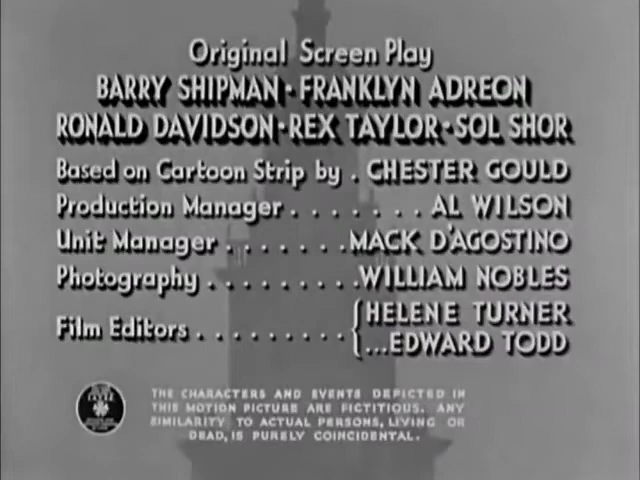 Original Screen Play
BARRY SHIPMAN · FRANKLYN ADREON
RONALD DAVIDSON · REX TAYLOR · SOL SHOR
Based on Cartoon Strip by . CHESTER GOULD
Production Manager . . . . . . . AL WILSON
Unit Manager . . . . . . . MACK D'AGOSTINO
Photography . . . . . . . . . WILLIAM NOBLES
Film Editors . . . . . . . . . { HELENE TURNER
...EDWARD TODD
THE CHARACTERS AND EVENTS DEPICTED IN
THIS MOTION PICTURE ARE FICTITIOUS. ANY
SIMILARITY TO ACTUAL PERSONS, LIVING OR
DEAD, IS PURELY COINCIDENTAL.